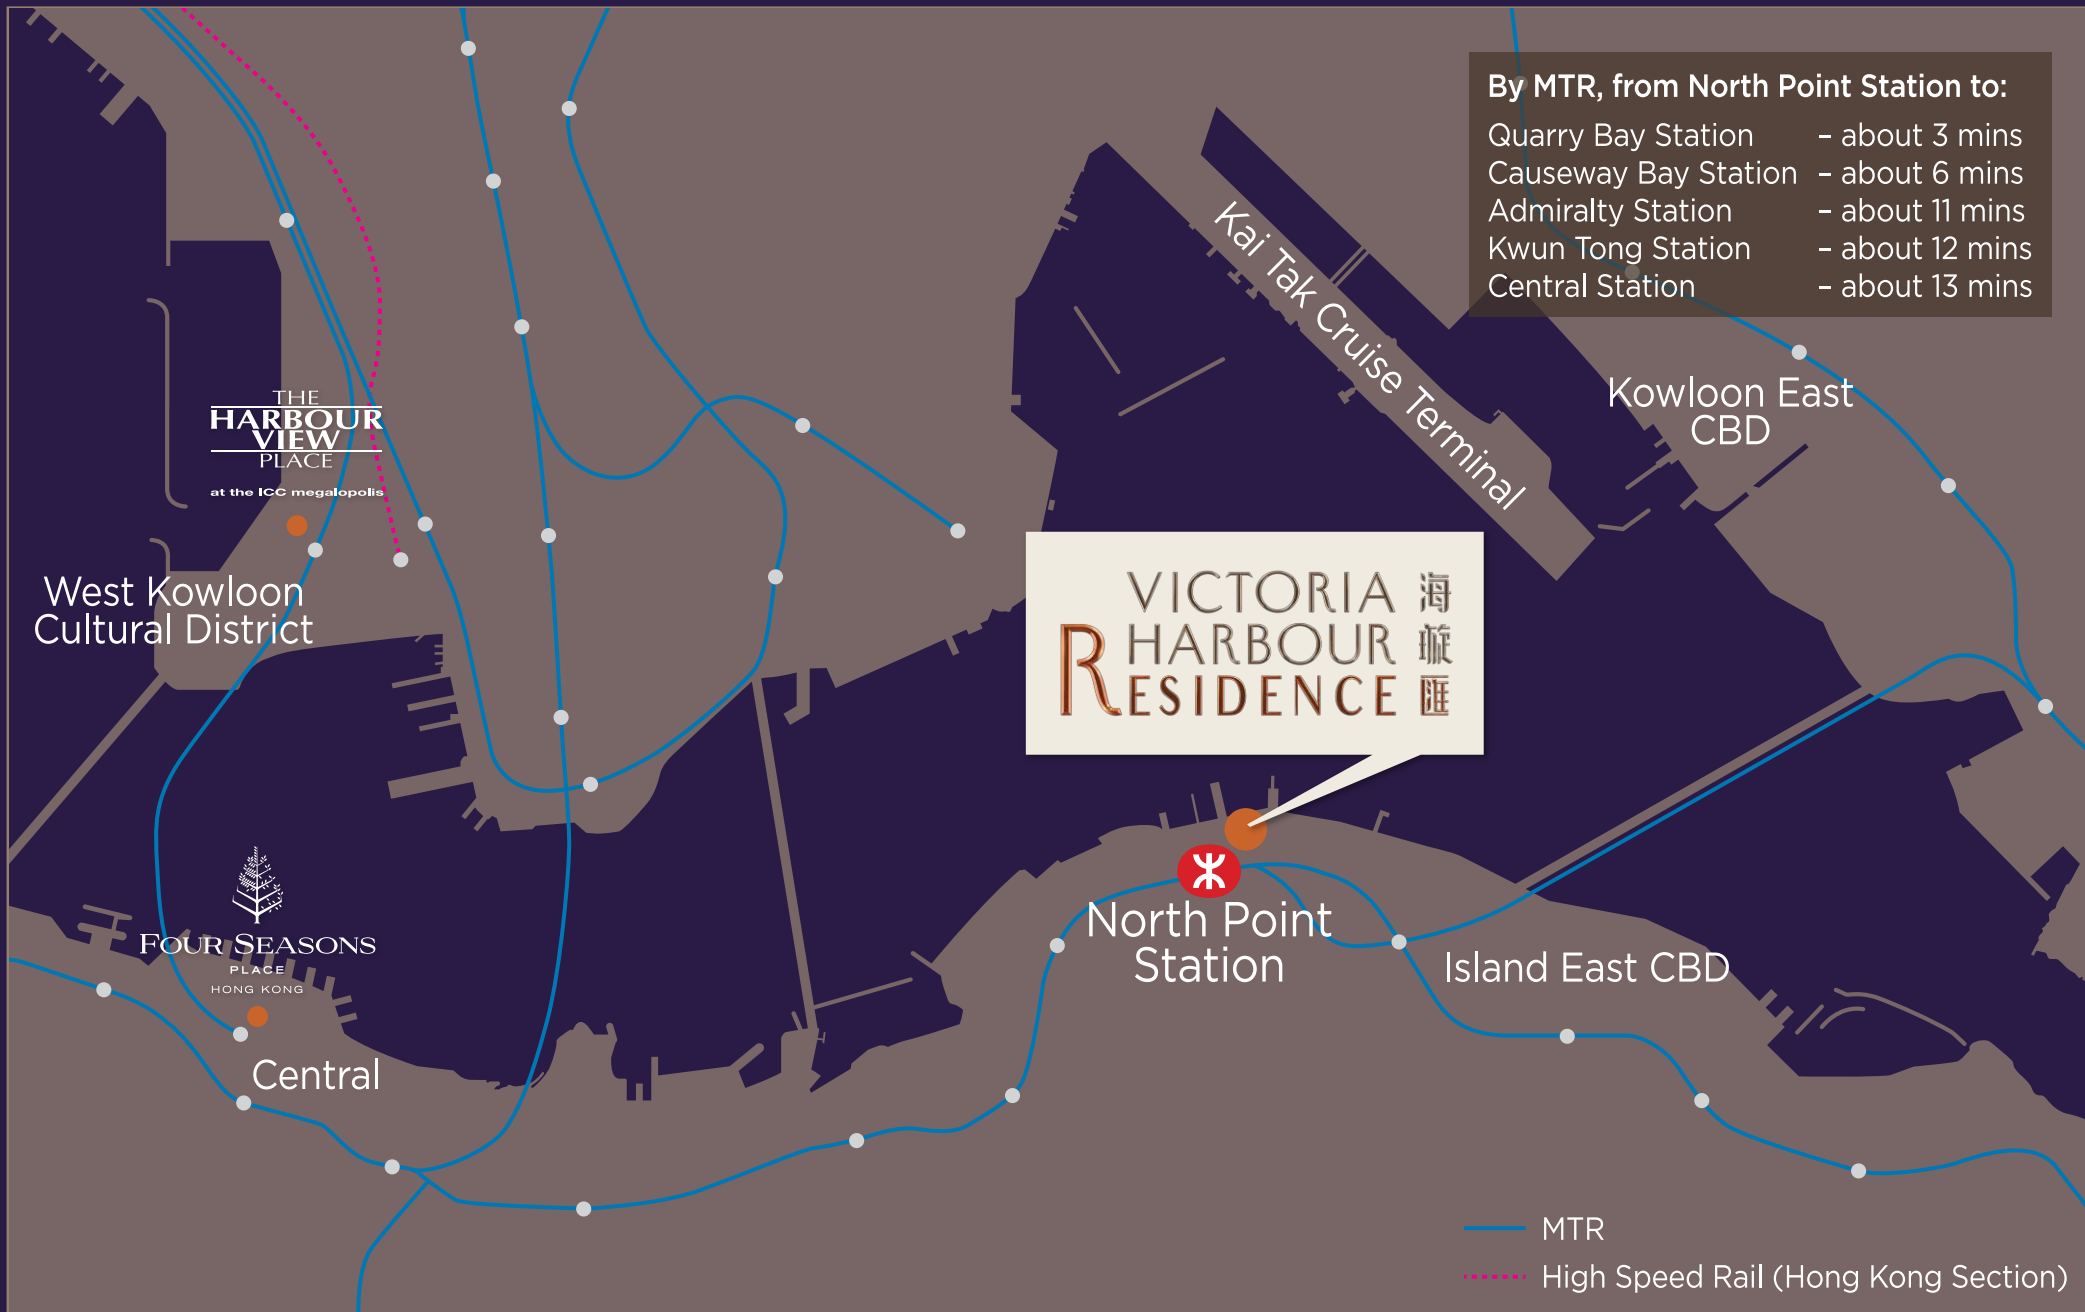 By MTR, from North Point Station to:
Quarry Bay Station – about 3 mins
Causeway Bay Station – about 6 mins
Admiralty Station – about 11 mins
Kwun Tong Station – about 12 mins
Central Station – about 13 mins
Kai Tak Cruise Terminal
Kowloon East
CBD
THE
HARBOUR
VIEW
PLACE
at the ICC megalopolis
West Kowloon
Cultural District
VICTORIA
HARBOUR
RESIDENCE
海
璇
匯
FOUR SEASONS
PLACE
HONG KONG
Central
North Point
Station
Island East CBD
MTR
High Speed Rail (Hong Kong Section)